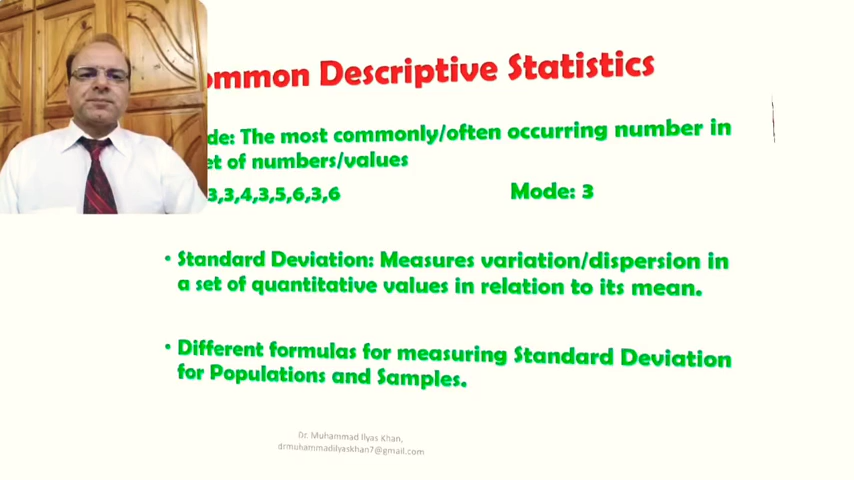 ommon Descriptive Statistics
de: The most commonly/often occurring number in
et of numbers/values
3,3,4,3,5,6,3,6 Mode: 3
• Standard Deviation: Measures variation/dispersion in
a set of quantitative values in relation to its mean.
• Different formulas for measuring Standard Deviation
for Populations and Samples.
Dr. Muhammad Ilyas Khan,
drmuhammadilyaskhan7@gmail.com